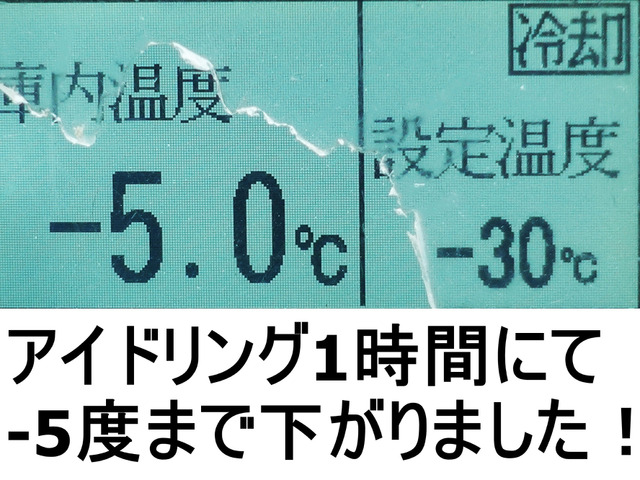 冷却
庫内温度
設定温度
-5.0℃
-30℃
アイドリング1時間にて
-5度まで下がりました！